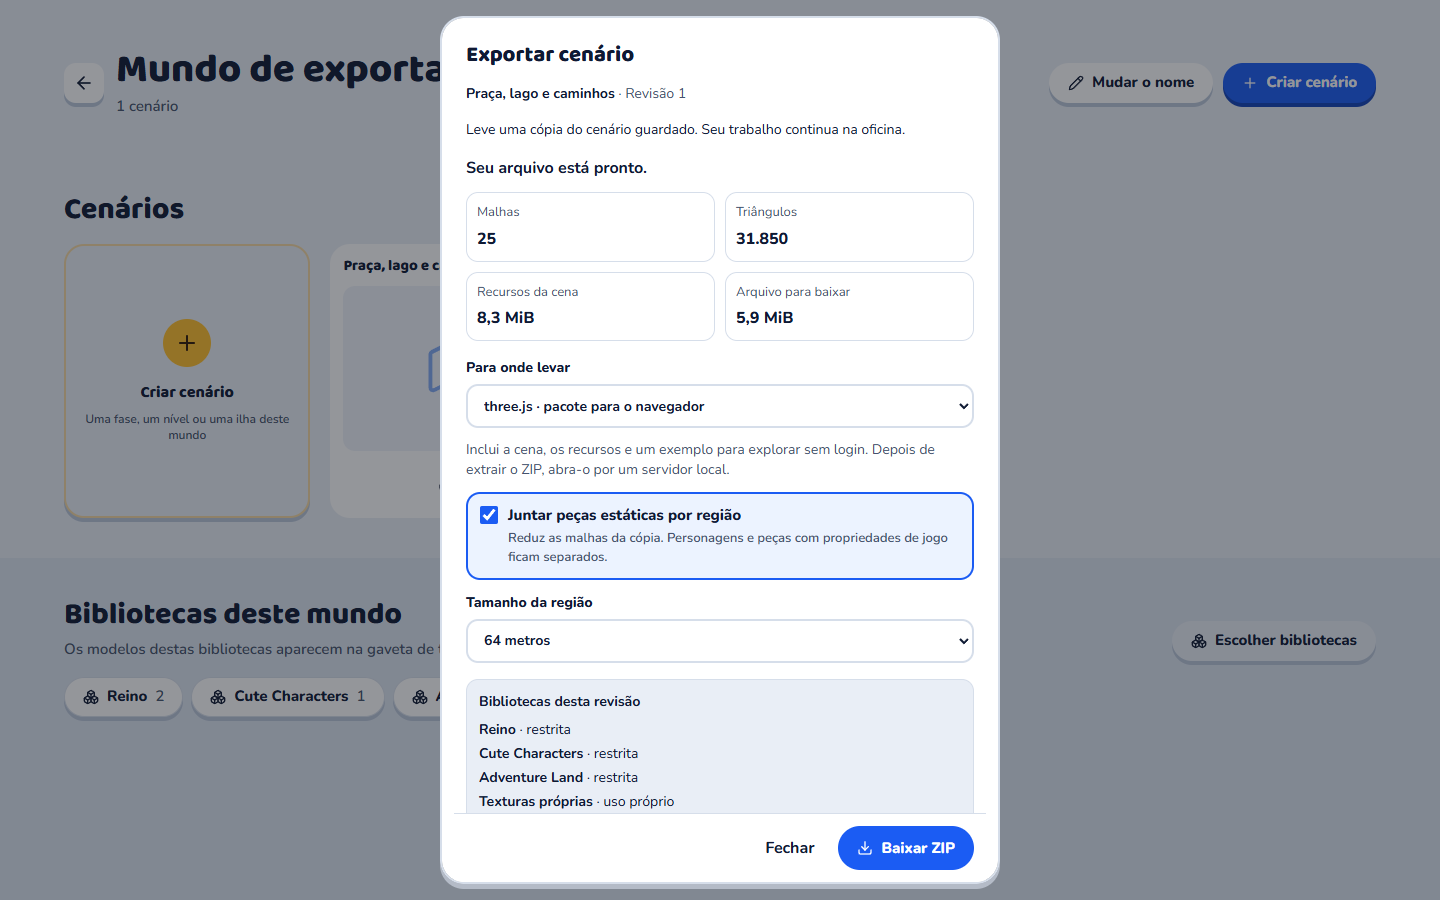 Mundo de exporta
1 cenário
Mudar o nome
Criar cenário
Cenários
Criar cenário
Uma fase, um nível ou uma ilha deste
mundo
Praça, lago e c
Bibliotecas deste mundo
Os modelos destas bibliotecas aparecem na gaveta de
Escolher bibliotecas
Reino 2
Cute Characters 1
Exportar cenário
Praça, lago e caminhos · Revisão 1
Leve uma cópia do cenário guardado. Seu trabalho continua na oficina.
Seu arquivo está pronto.
Malhas
25
Triângulos
31.850
Recursos da cena
8,3 MiB
Arquivo para baixar
5,9 MiB
Para onde levar
three.js · pacote para o navegador
Inclui a cena, os recursos e um exemplo para explorar sem login. Depois de
extrair o ZIP, abra-o por um servidor local.
Juntar peças estáticas por região
Reduz as malhas da cópia. Personagens e peças com propriedades de jogo
ficam separados.
Tamanho da região
64 metros
Bibliotecas desta revisão
Reino · restrita
Cute Characters · restrita
Adventure Land · restrita
Texturas próprias · uso próprio
Fechar
Baixar ZIP